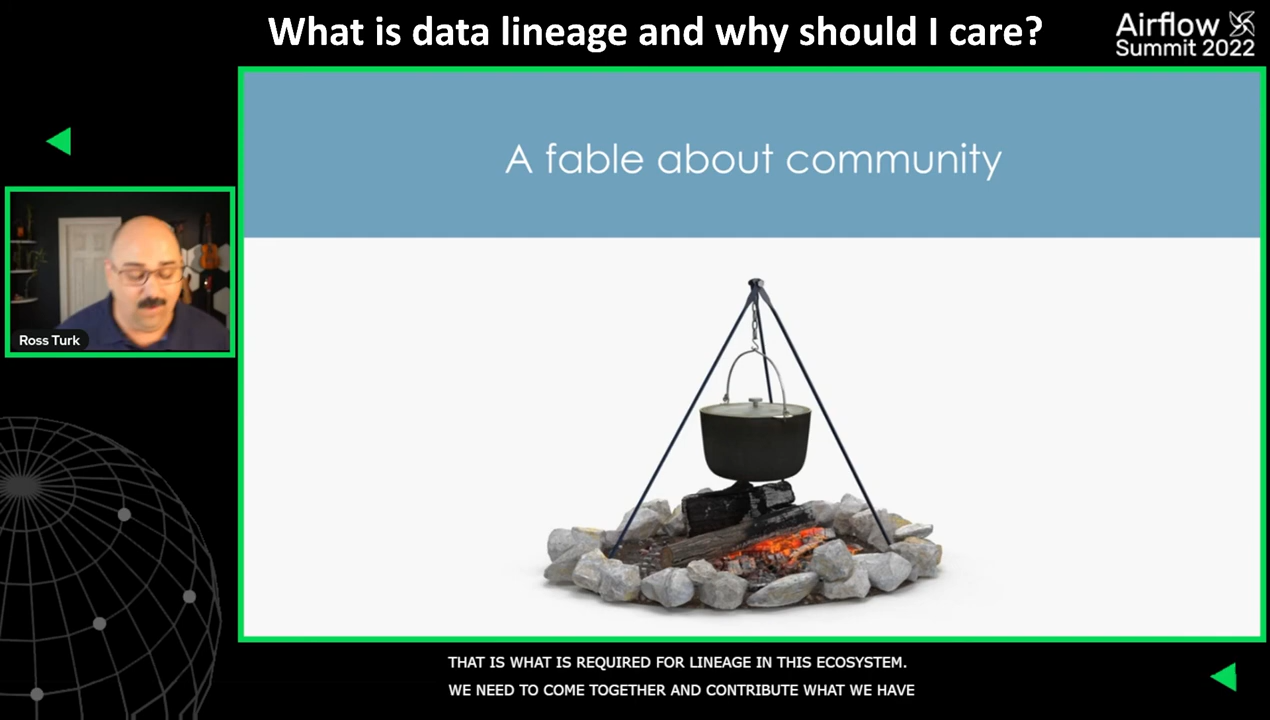 What is data lineage and why should I care?
Airflow
Summit 2022
A fable about community
Ross Turk
THAT IS WHAT IS REQUIRED FOR LINEAGE IN THIS ECOSYSTEM.
WE NEED TO COME TOGETHER AND CONTRIBUTE WHAT WE HAVE